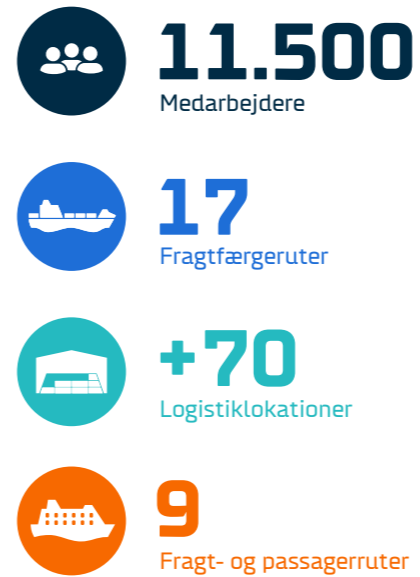 11.500
Medarbejdere
17
Fragtfærgeruter
+70
Logistiklokationer
9
Fragt- og passagerruter